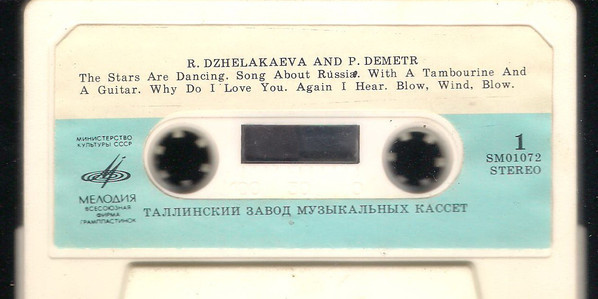 R. DZHELAKAEVA AND P. DEMETR
The Stars Are Dancing. Song About Russia. With A Tambourine And
A Guitar. Why Do I Love You. Again I Hear. Blow, Wind, Blow.
МИНИСТЕРСТВО
КУЛЬТУРЫ СССР
МЕЛОДИЯ
ВСЕСОЮЗНАЯ
ФИРМА
ГРАМПЛАСТИНОК
1
SM01072
STEREO
ТАЛЛИНСКИЙ ЗАВОД МУЗЫКАЛЬНЫХ КАССЕТ